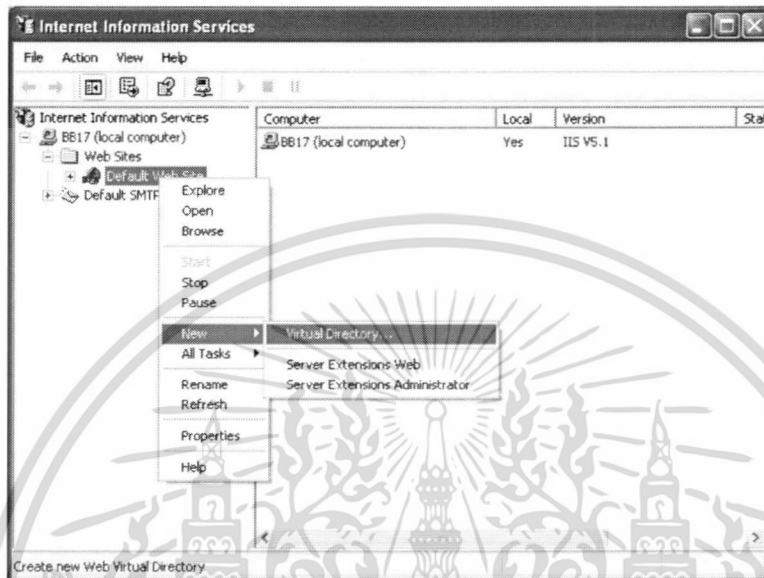 Internet Information Services
File Action View Help
Internet Information Services
BB17 (local computer)
Web Sites
Default Web Site
Default SMTP
Computer Local Version Stat
BB17 (local computer) Yes IIS V5.1
Explore
Open
Browse
Start
Stop
Pause
New
All Tasks
Rename
Refresh
Properties
Help
Virtual Directory...
Server Extensions Web
Server Extensions Administrator
Create new Web Virtual Directory